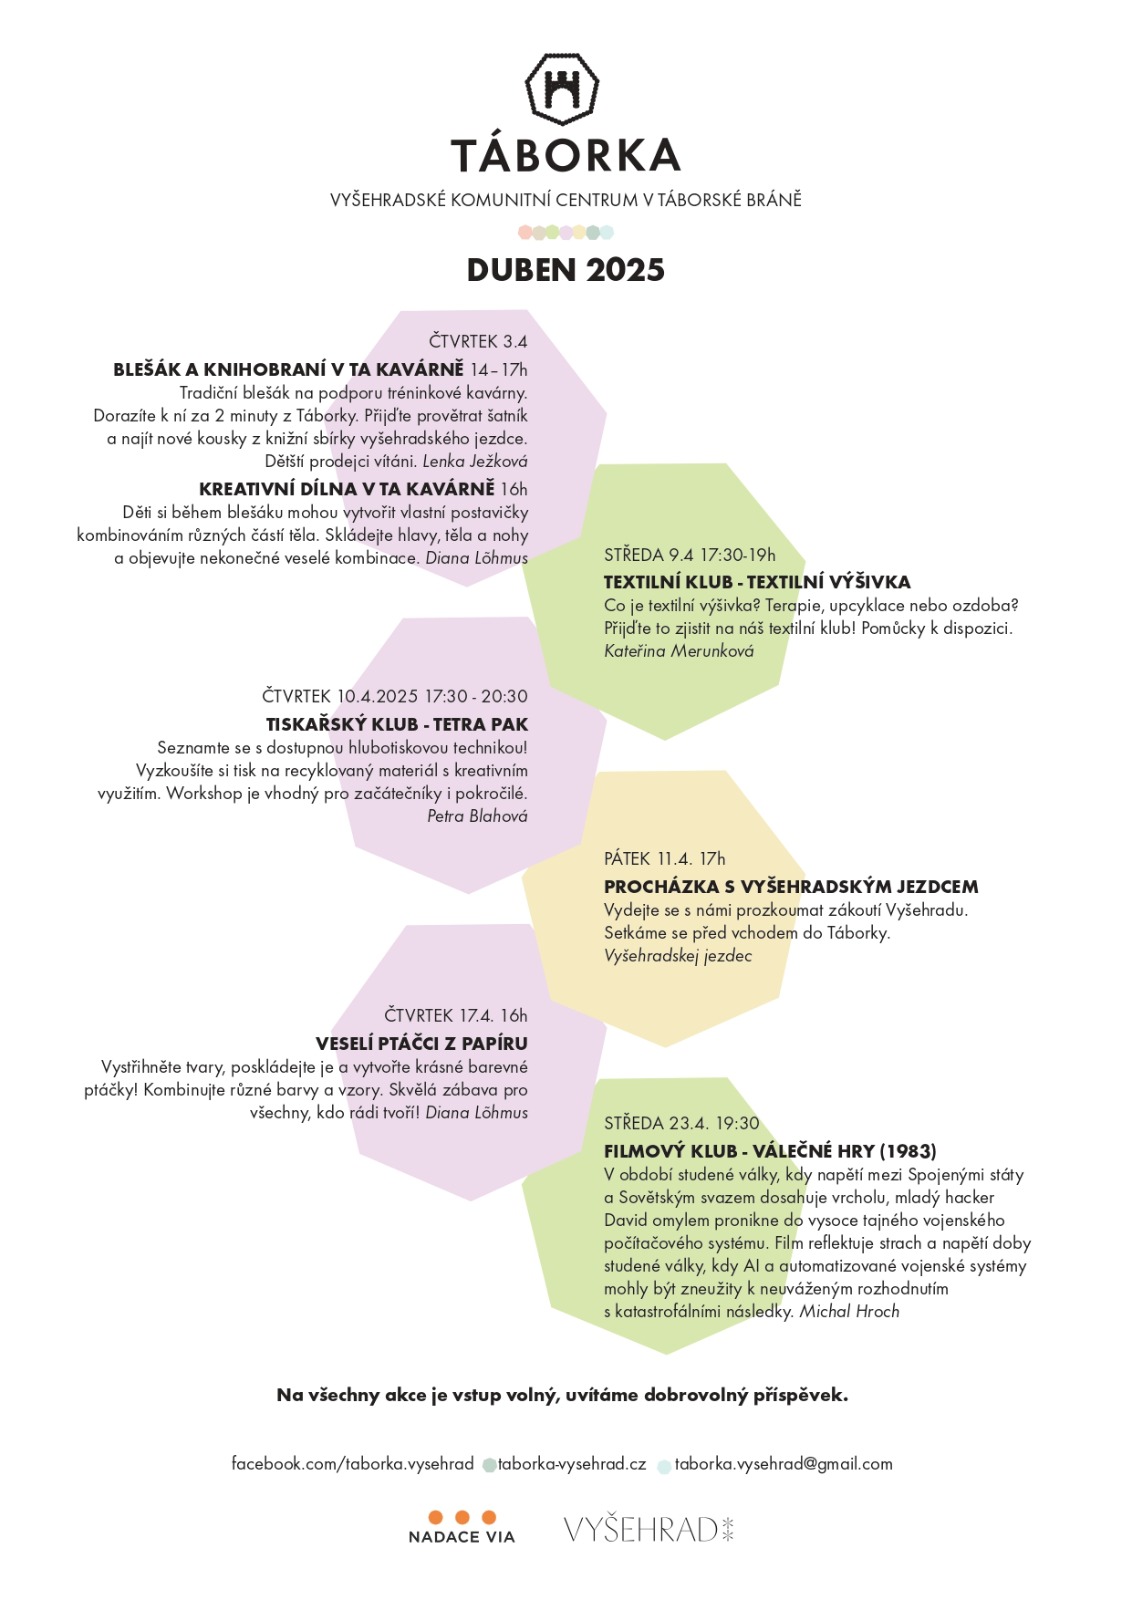 TÁBORKA
VYŠEHRADSKÉ KOMUNITNÍ CENTRUM V TÁBORSKÉ BRÁNĚ
DUBEN 2025
ČTVRTEK 3.4
BLEŠÁK A KNIHOBRANÍ V TA KAVÁRNĚ 14–17h
Tradiční blešák na podporu tréninkové kavárny.
Dorazíte k ní za 2 minuty z Táborky. Přijďte provětrat šatník
a najít nové kousky z knižní sbírky vyšehradského jezdce.
Dětští prodejci vítáni. Lenka Ježková
KREATIVNÍ DÍLNA V TA KAVÁRNĚ 16h
Děti si během blešáku mohou vytvořit vlastní postavičky
kombinováním různých částí těla. Skládejte hlavy, těla a nohy
a objevujte nekonečné veselé kombinace. Diana Lõhmus
STŘEDA 9.4 17:30-19h
TEXTILNÍ KLUB - TEXTILNÍ VÝŠIVKA
Co je textilní výšivka? Terapie, upcyklace nebo ozdoba?
Přijďte to zjistit na náš textilní klub! Pomůcky k dispozici.
Kateřina Merunková
ČTVRTEK 10.4.2025 17:30 - 20:30
TISKAŘSKÝ KLUB - TETRA PAK
Seznamte se s dostupnou hlubotiskovou technikou!
Vyzkoušíte si tisk na recyklovaný materiál s kreativním
využitím. Workshop je vhodný pro začátečníky i pokročilé.
Petra Blahová
PÁTEK 11.4. 17h
PROCHÁZKA S VYŠEHRADSKÝM JEZDCEM
Vydejte se s námi prozkoumat zákoutí Vyšehradu.
Setkáme se před vchodem do Táborky.
Vyšehradskej jezdec
ČTVRTEK 17.4. 16h
VESELÍ PTÁČCI Z PAPÍRU
Vystřihněte tvary, poskládejte je a vytvořte krásné barevné
ptáčky! Kombinujte různé barvy a vzory. Skvělá zábava pro
všechny, kdo rádi tvoří! Diana Lõhmus
STŘEDA 23.4. 19:30
FILMOVÝ KLUB - VÁLEČNÉ HRY (1983)
V období studené války, kdy napětí mezi Spojenými státy
a Sovětským svazem dosahuje vrcholu, mladý hacker
David omylem pronikne do vysoce tajného vojenského
počítačového systému. Film reflektuje strach a napětí doby
studené války, kdy AI a automatizované vojenské systémy
mohly být zneužity k neuváženým rozhodnutím
s katastrofálními následky. Michal Hroch
Na všechny akce je vstup volný, uvítáme dobrovolný příspěvek.
facebook.com/taborka.vysehrad taborka-vysehrad.cz taborka.vysehrad@gmail.com
NADACE VIA VYŠEHRAD